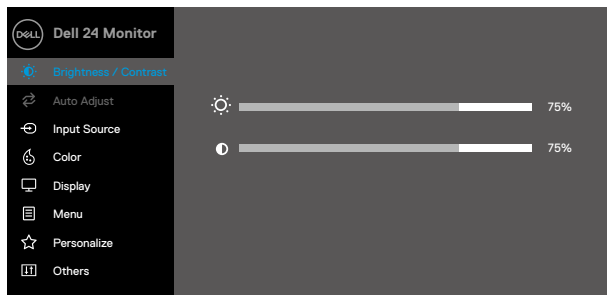 DELL
Dell 24 Monitor
Brightness / Contrast
Auto Adjust
75%
Input Source
Color
75%
Display
Menu
Personalize
Others